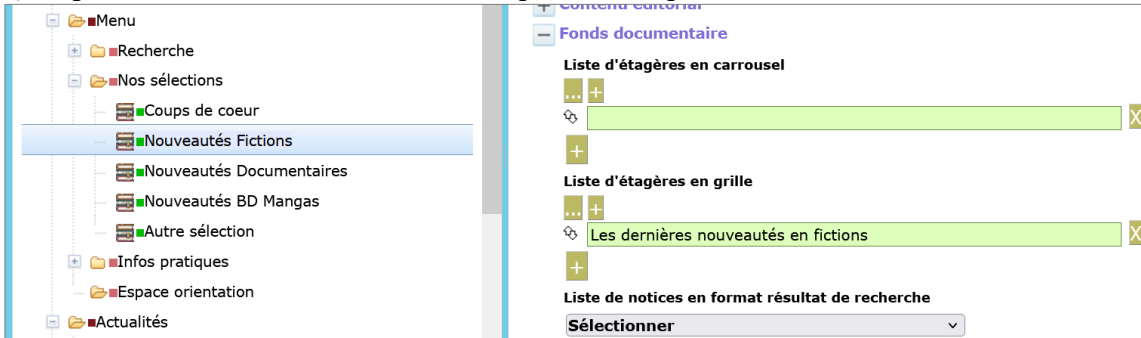 Menu
Recherche
Nos sélections
Coups de coeur
Nouveautés Fictions
Nouveautés Documentaires
Nouveautés BD Mangas
Autre sélection
Infos pratiques
Espace orientation
Actualités
Contenu éditorial
Fonds documentaire
Liste d'étagères en carrousel
... +
X
+
Liste d'étagères en grille
... +
Les dernières nouveautés en fictions X
+
Liste de notices en format résultat de recherche
Sélectionner